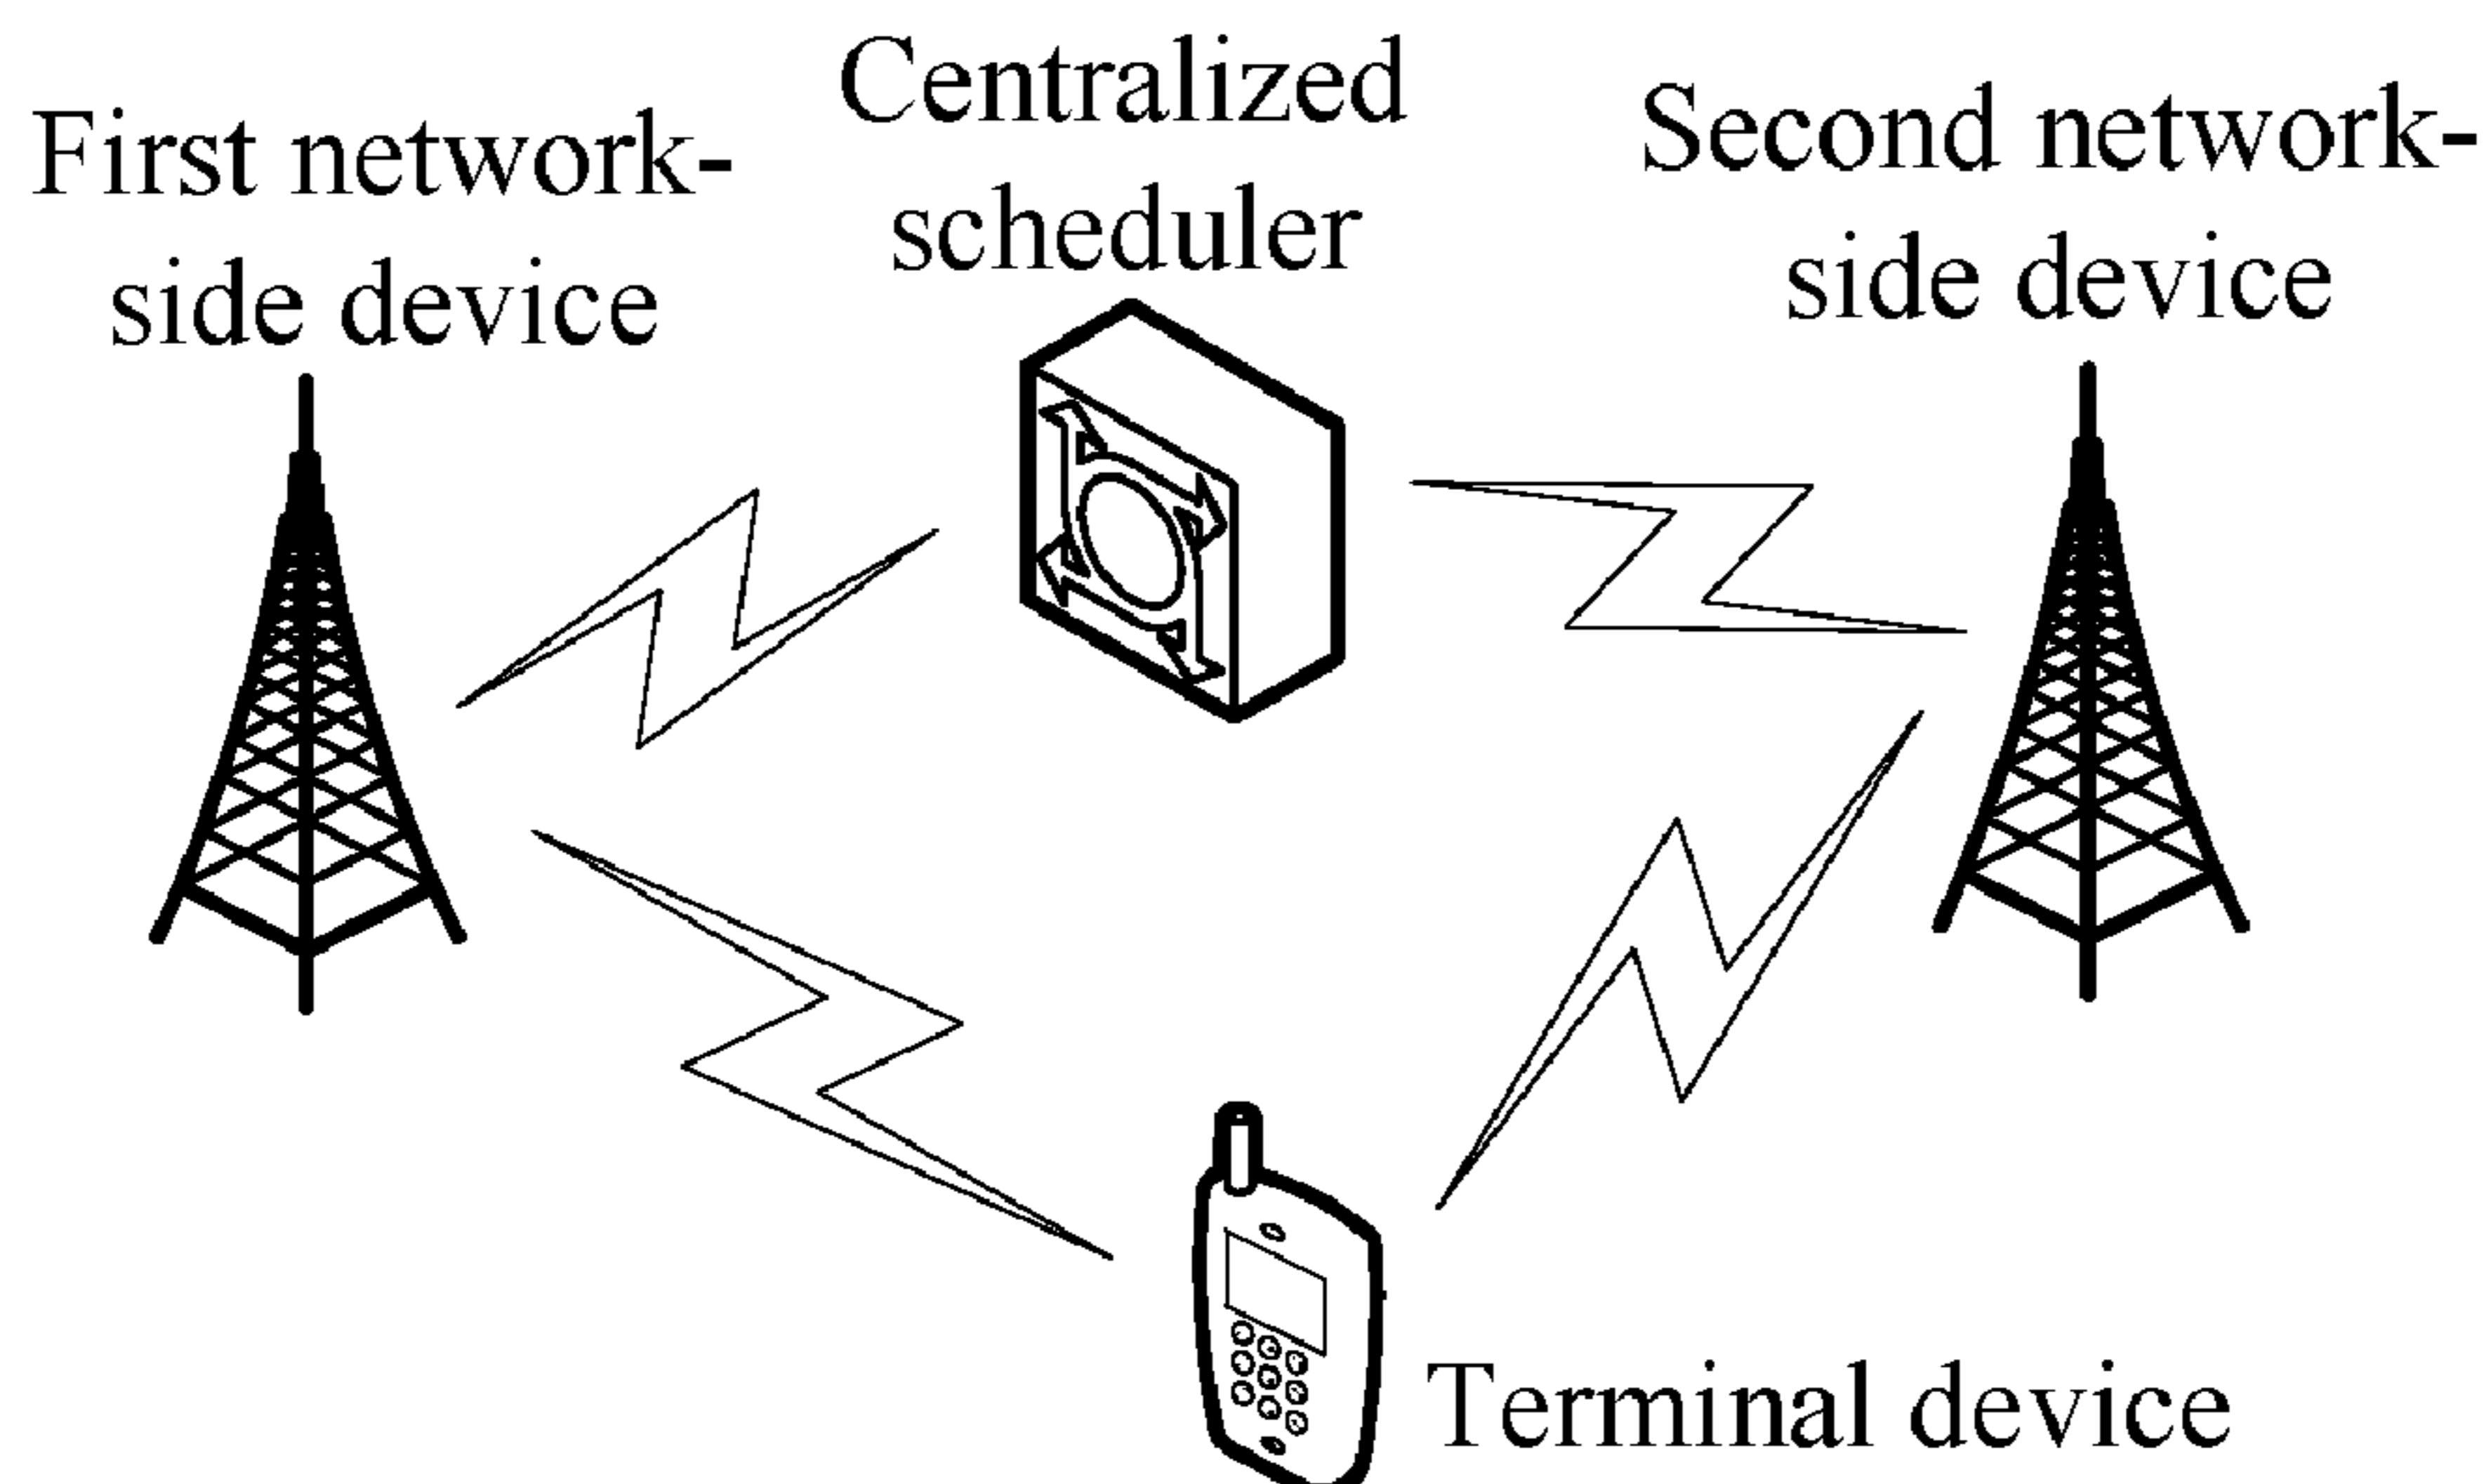 First network-
side device
Centralized
scheduler
Second network-
side device
Terminal device